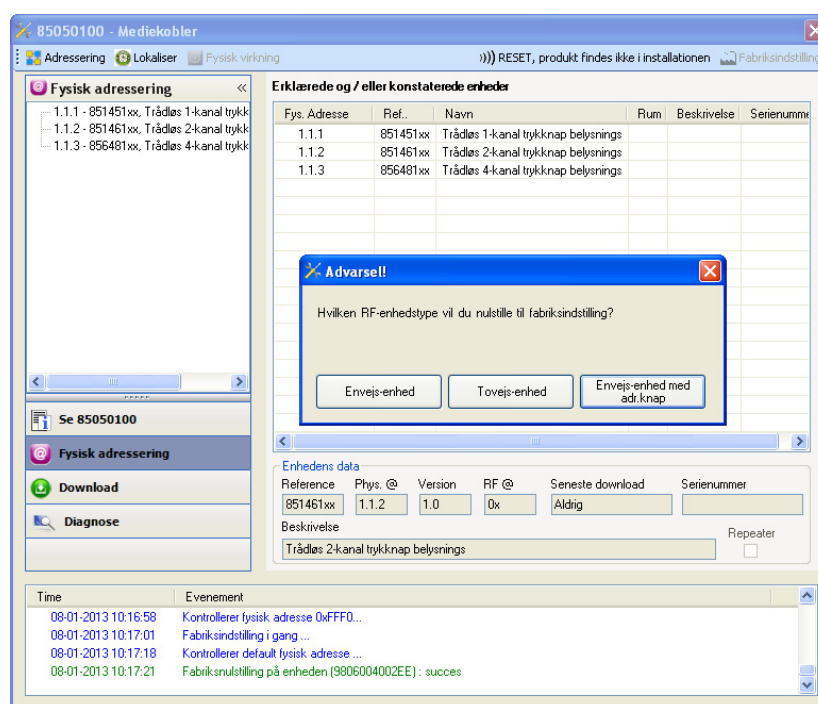 85050100 - Mediekobler
Adressering Lokaliser Fysisk virkning ))) RESET, produkt findes ikke i installationen Fabriksindstilling
Fysisk adressering «
1.1.1 - 851451xx, Trådløs 1-kanal trykk
1.1.2 - 851461xx, Trådløs 2-kanal trykk
1.1.3 - 856481xx, Trådløs 4-kanal trykk
Se 85050100
Fysisk adressering
Download
Diagnose
Erklærede og / eller konstaterede enheder
Fys. Adresse Ref.. Navn Rum Beskrivelse Serienumme
1.1.1 851451xx Trådløs 1-kanal trykknap belysnings
1.1.2 851461xx Trådløs 2-kanal trykknap belysnings
1.1.3 856481xx Trådløs 4-kanal trykknap belysnings
Advarsel!
Hvilken RF-enhedstype vil du nulstille til fabriksindstilling?
Envejs-enhed Tovejs-enhed Envejs-enhed med
adr.knap
Enhedens data
Reference Phys. @ Version RF @ Seneste download Serienummer
851461xx 1.1.2 1.0 0x Aldrig
Beskrivelse
Repeater
Trådløs 2-kanal trykknap belysnings
Time Evenement
08-01-2013 10:16:58 Kontrollerer fysisk adresse 0xFFF0...
08-01-2013 10:17:01 Fabriksindstilling i gang ...
08-01-2013 10:17:18 Kontrollerer default fysisk adresse ...
08-01-2013 10:17:21 Fabriksnulstilling på enheden (9806004002EE) : succes